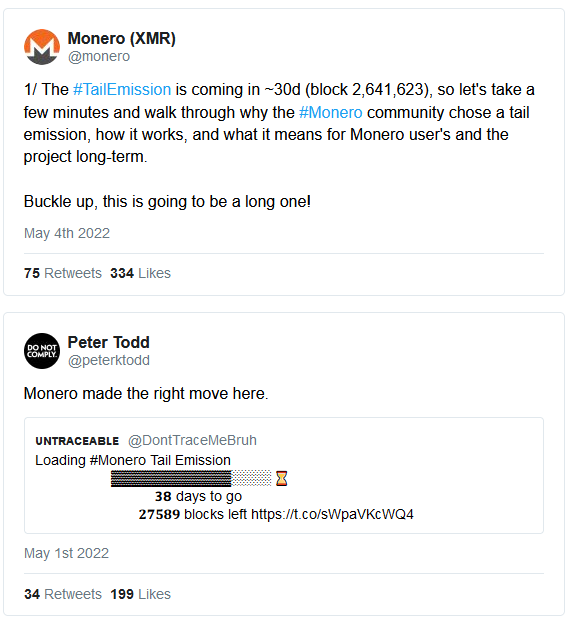 Monero (XMR)
@monero
1/ The #TailEmission is coming in ~30d (block 2,641,623), so let's take a
few minutes and walk through why the #Monero community chose a tail
emission, how it works, and what it means for Monero user's and the
project long-term.
Buckle up, this is going to be a long one!
May 4th 2022
75 Retweets 334 Likes
DO NOT
COMPLY.
Peter Todd
@peterktodd
Monero made the right move here.
ᴜɴᴛʀᴀᴄᴇᴀʙʟᴇ @DontTraceMeBruh
Loading #Monero Tail Emission
▓▓▓▓▓▓▓▓▓▓▓▓░░░░ ⏳
𝟑𝟖 days to go
𝟐𝟕𝟓𝟖𝟗 blocks left https://t.co/sWpaVKcWQ4
May 1st 2022
34 Retweets 199 Likes